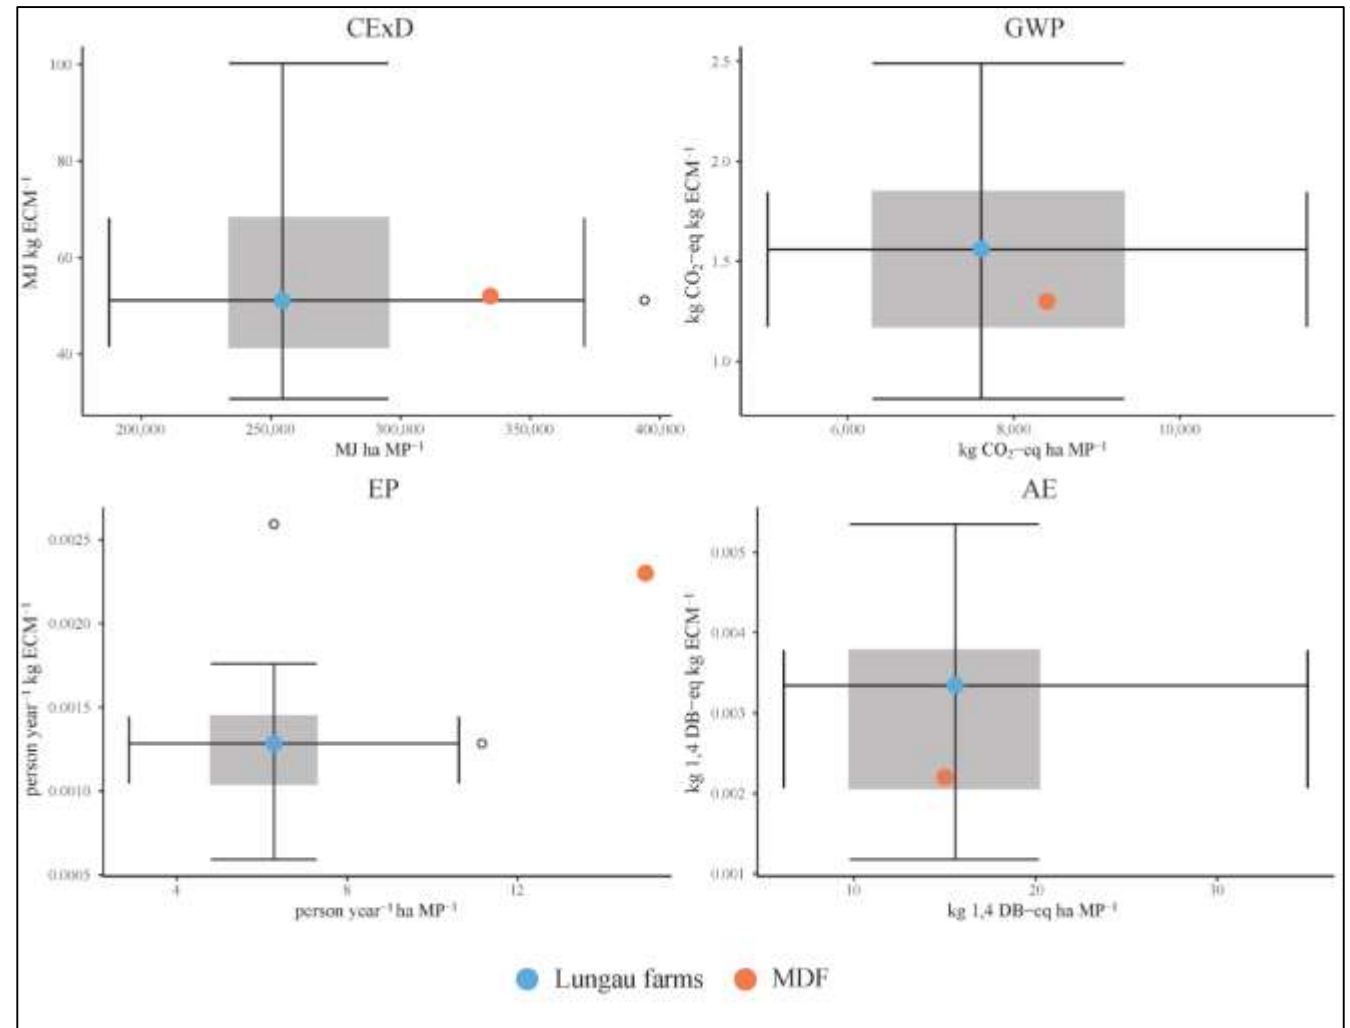 CExD
100
80
60
40
MJ kg ECM⁻¹
200,000 250,000 300,000 350,000 400,000
MJ ha MP⁻¹
GWP
2.5
2.0
1.5
1.0
kg CO₂−eq kg ECM⁻¹
6,000 8,000 10,000
kg CO₂−eq ha MP⁻¹
EP
0.0025
0.0020
0.0015
0.0010
0.0005
person year⁻¹ kg ECM⁻¹
4 8 12
person year⁻¹ ha MP⁻¹
AE
0.005
0.004
0.003
0.002
0.001
kg 1,4 DB−eq kg ECM⁻¹
10 20 30
kg 1,4 DB−eq ha MP⁻¹
Lungau farms MDF